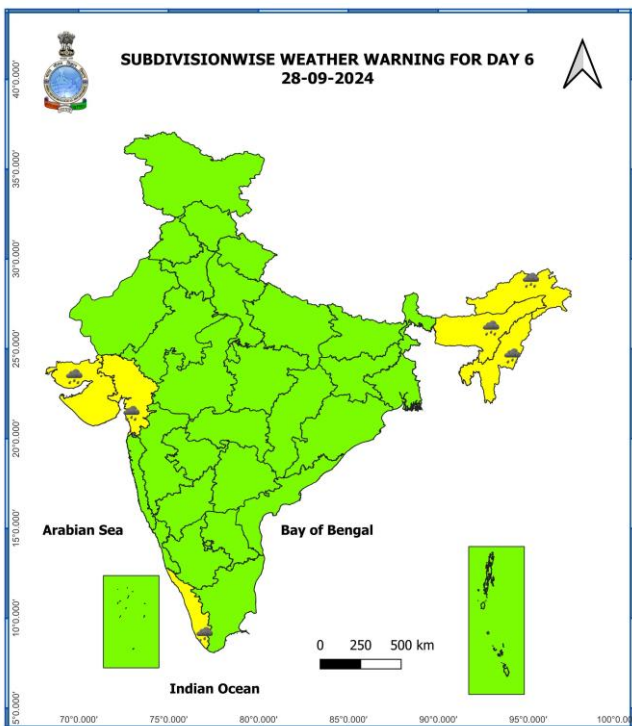 SUBDIVISIONWISE WEATHER WARNING FOR DAY 6
28-09-2024
40°0.000'
35°0.000'
30°0.000'
25°0.000'
20°0.000'
15°0.000'
10°0.000'
5°0.000'
Arabian Sea
Bay of Bengal
0 250 500 km
Indian Ocean
70°0.000' 75°0.000' 80°0.000' 85°0.000' 90°0.000' 95°0.000' 100°0.0